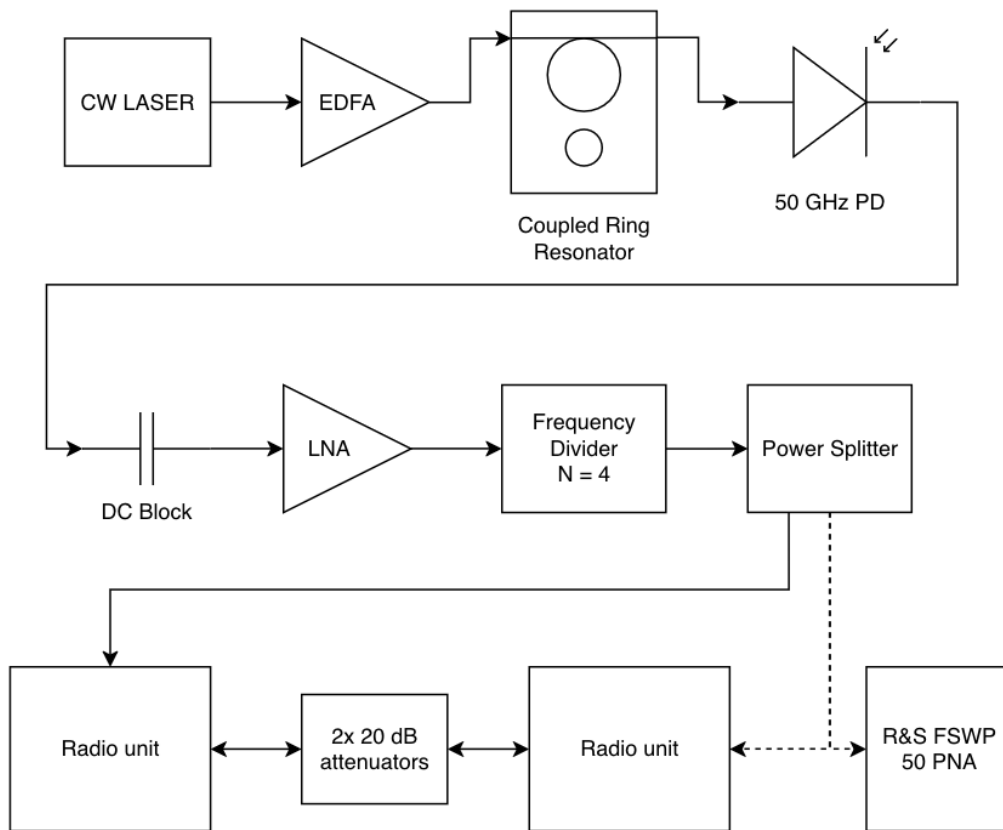 CW LASER
EDFA
Coupled Ring
Resonator
50 GHz PD
DC Block
LNA
Frequency
Divider
N = 4
Power Splitter
Radio unit
2x 20 dB
attenuators
Radio unit
R&S FSWP
50 PNA